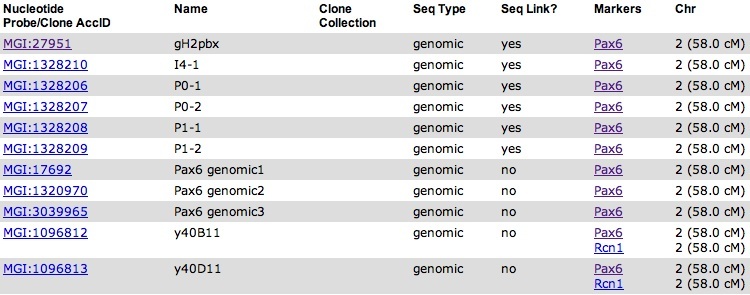 Nucleotide Probe/Clone AccID Name Clone Collection Seq Type Seq Link? Markers Chr
MGI:27951 gH2pbx genomic yes Pax6 2 (58.0 cM)
MGI:1328210 I4-1 genomic yes Pax6 2 (58.0 cM)
MGI:1328206 P0-1 genomic yes Pax6 2 (58.0 cM)
MGI:1328207 P0-2 genomic yes Pax6 2 (58.0 cM)
MGI:1328208 P1-1 genomic yes Pax6 2 (58.0 cM)
MGI:1328209 P1-2 genomic yes Pax6 2 (58.0 cM)
MGI:17692 Pax6 genomic1 genomic no Pax6 2 (58.0 cM)
MGI:1320970 Pax6 genomic2 genomic no Pax6 2 (58.0 cM)
MGI:3039965 Pax6 genomic3 genomic no Pax6 2 (58.0 cM)
MGI:1096812 y40B11 genomic no Pax6 2 (58.0 cM)
Rcn1 2 (58.0 cM)
MGI:1096813 y40D11 genomic no Pax6 2 (58.0 cM)
Rcn1 2 (58.0 cM)